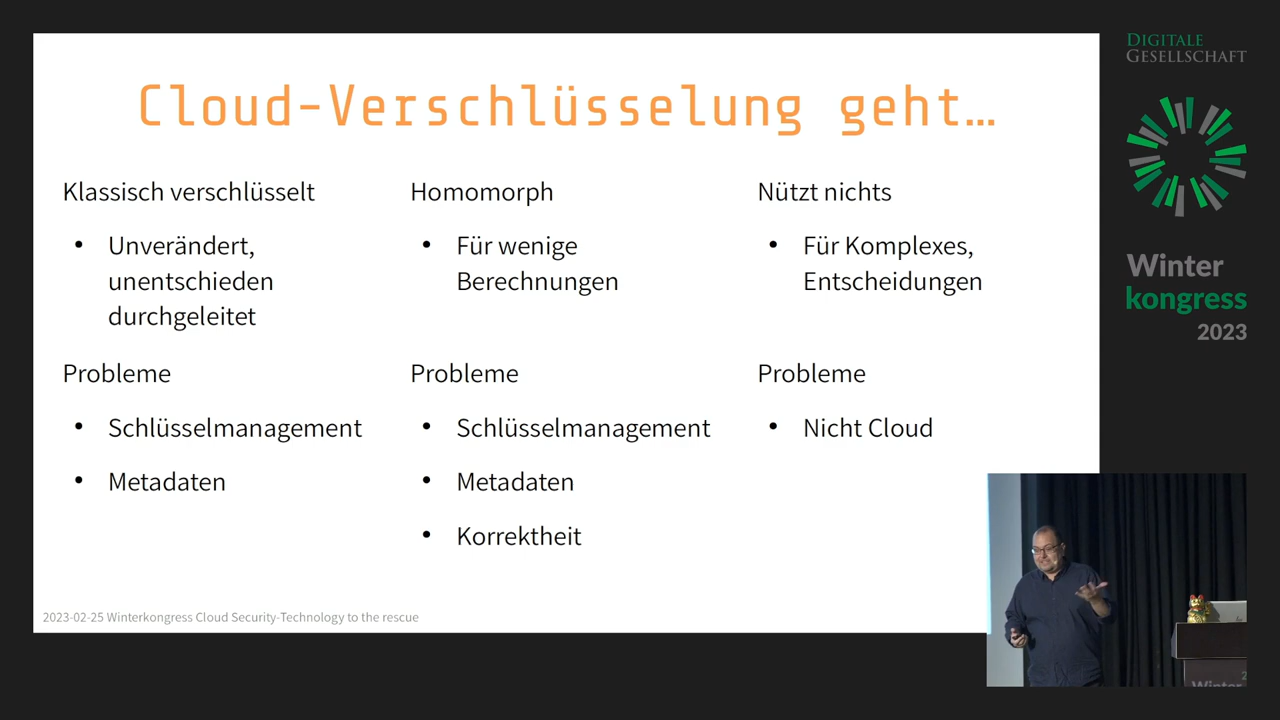 Cloud-Verschlüsselung geht…
Klassisch verschlüsselt
• Unverändert,
unentschieden
durchgeleitet
Probleme
• Schlüsselmanagement
• Metadaten
Homomorph
• Für wenige
Berechnungen
Probleme
• Schlüsselmanagement
• Metadaten
• Korrektheit
Nützt nichts
• Für Komplexes,
Entscheidungen
Probleme
• Nicht Cloud
2023-02-25 Winterkongress Cloud Security-Technology to the rescue
DIGITALE
GESELLSCHAFT
Winter
kongress
2023
Winter